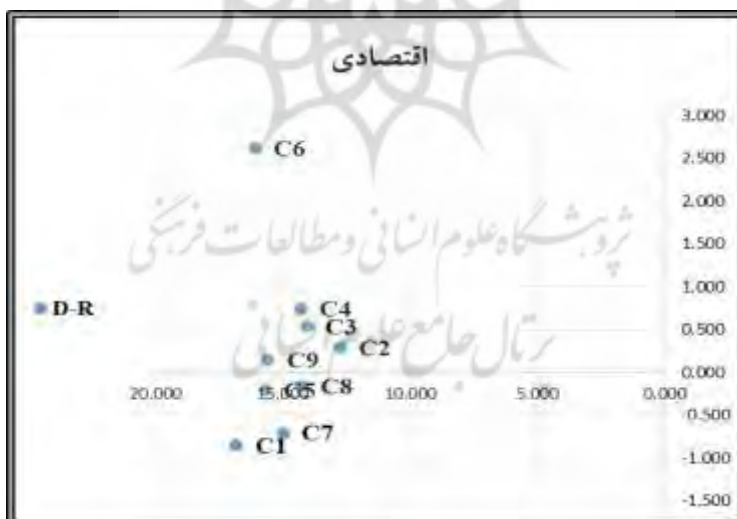 اقتصادی
3.000
C6
2.500
2.000
پژوهشگاه علوم انسانی و مطالعات فرهنگی
1.500
1.000
D-R
C4
C3
0.500
پرتال جامع علوم انسانی
C2
C9
0.000
C5
C8
20.000 15.000 10.000 5.000 0.000
-0.500
C7
C1
-1.000
-1.500